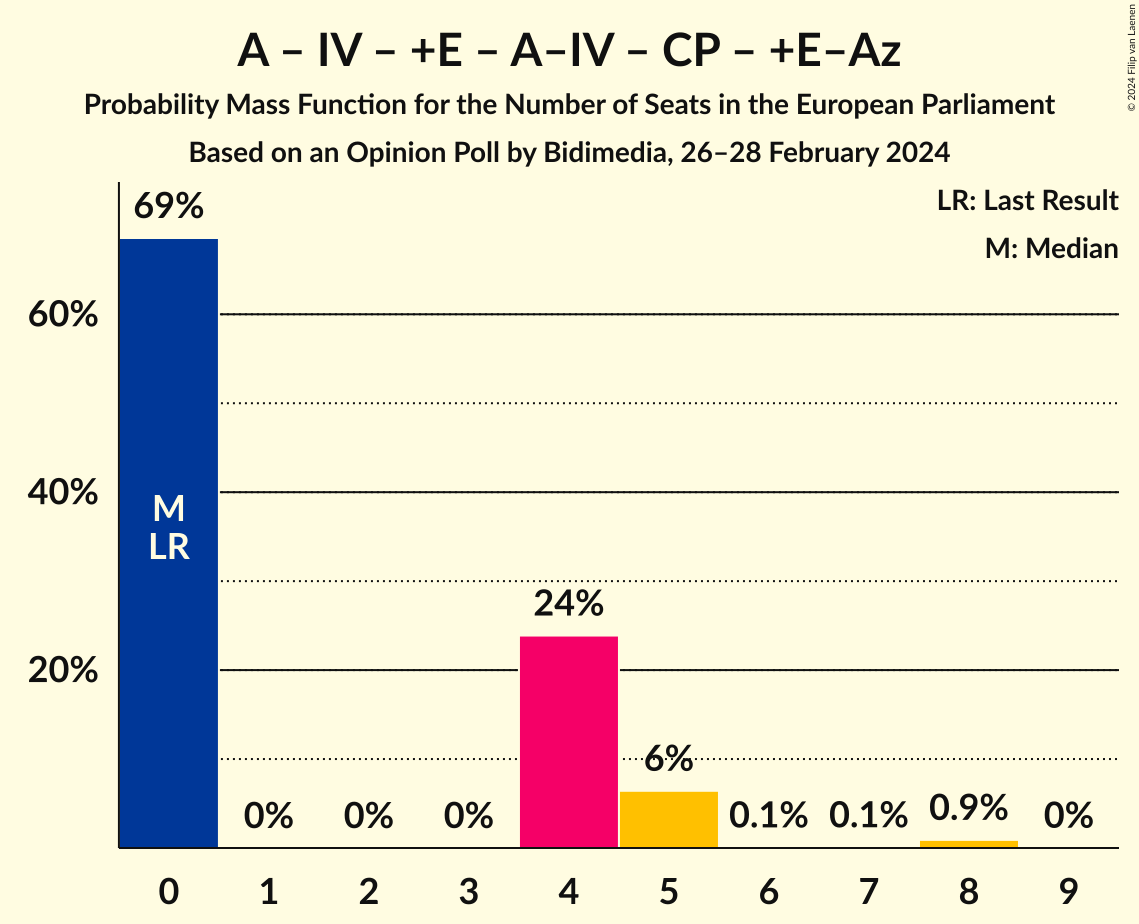 A – IV – +E – A–IV – CP – +E–Az
Probability Mass Function for the Number of Seats in the European Parliament
Based on an Opinion Poll by Bidimedia, 26–28 February 2024
© 2024 Filip van Laenen
LR: Last Result
M: Median
69%
60%
40%
20%
M
LR
0%
0%
0%
24%
6%
0.1%
0.1%
0.9%
0%
0
1
2
3
4
5
6
7
8
9